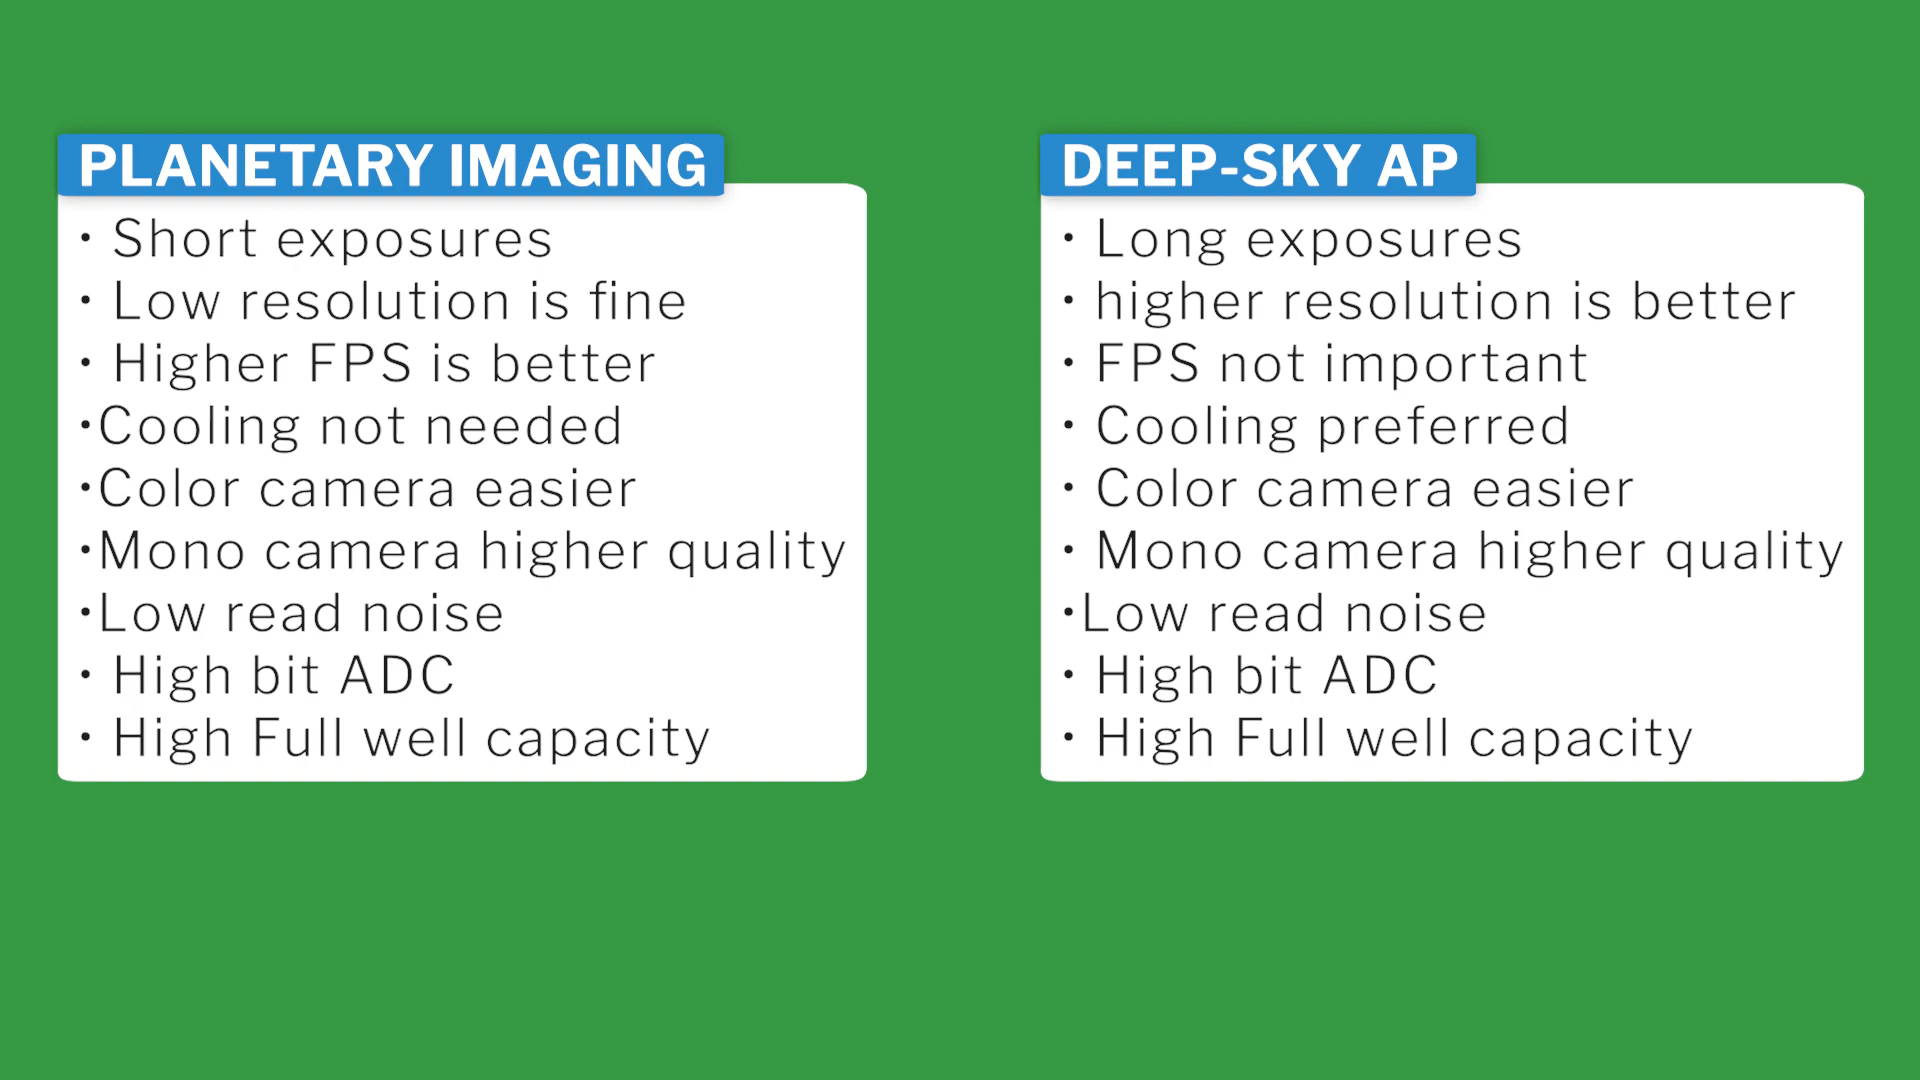 PLANETARY IMAGING
• Short exposures
• Low resolution is fine
• Higher FPS is better
•Cooling not needed
•Color camera easier
•Mono camera higher quality
•Low read noise
• High bit ADC
• High Full well capacity
DEEP-SKY AP
• Long exposures
• higher resolution is better
• FPS not important
• Cooling preferred
• Color camera easier
• Mono camera higher quality
•Low read noise
• High bit ADC
• High Full well capacity